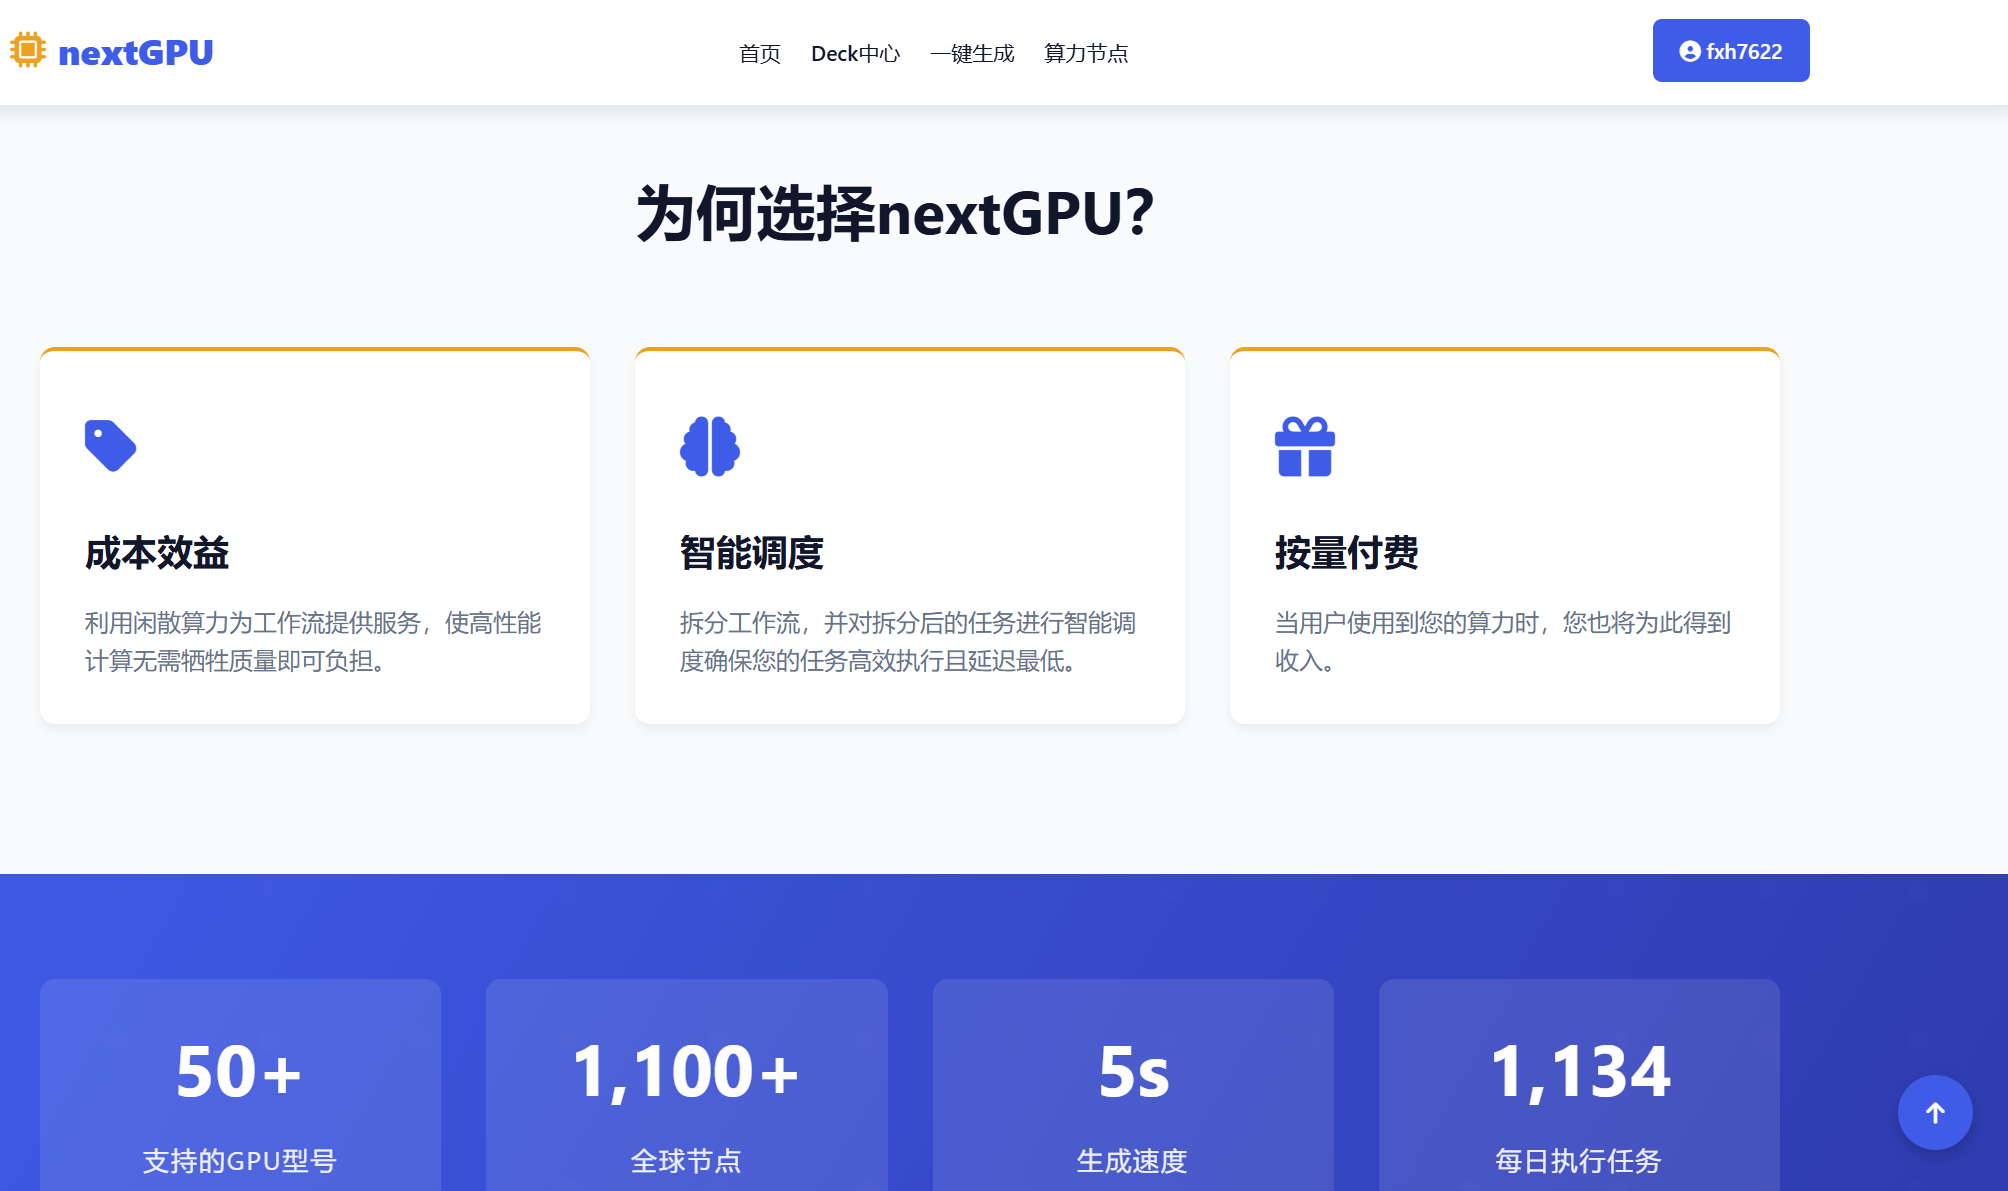 nextGPU
首页 Deck中心 一键生成 算力节点
fxh7622
为何选择nextGPU?
成本效益
利用闲散算力为工作流提供服务，使高性能
计算无需牺牲质量即可负担。
智能调度
拆分工作流，并对拆分后的任务进行智能调
度确保您的任务高效执行且延迟最低。
按量付费
当用户使用到您的算力时，您也将为此得到
收入。
50+
支持的GPU型号
1,100+
全球节点
5s
生成速度
1,134
每日执行任务